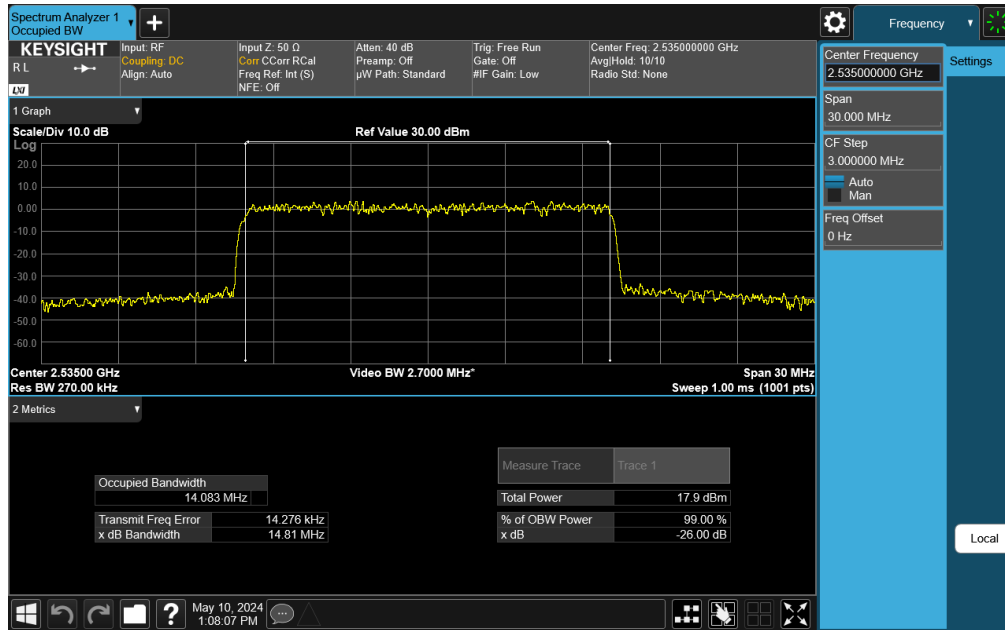 Spectrum Analyzer 1
Occupied BW
Frequency
KEYSIGHT
R L
LXI
Input: RF
Coupling: DC
Align: Auto
Input Z: 50 Ω
Corr CCorr RCal
Freq Ref: Int (S)
NFE: Off
Atten: 40 dB
Preamp: Off
µW Path: Standard
Trig: Free Run
Gate: Off
#IF Gain: Low
Center Freq: 2.535000000 GHz
Avg|Hold: 10/10
Radio Std: None
Center Frequency
2.535000000 GHz
Settings
Span
30.000 MHz
CF Step
3.000000 MHz
Auto
Man
Freq Offset
0 Hz
Local
1 Graph
Scale/Div 10.0 dB
Ref Value 30.00 dBm
Log
20.0
10.0
0.00
-10.0
-20.0
-30.0
-40.0
-50.0
-60.0
Center 2.53500 GHz
Video BW 2.7000 MHz*
Span 30 MHz
Res BW 270.00 kHz
Sweep 1.00 ms (1001 pts)
2 Metrics
Measure Trace
Trace 1
Occupied Bandwidth
14.083 MHz
Total Power
17.9 dBm
Transmit Freq Error
14.276 kHz
% of OBW Power
99.00 %
x dB Bandwidth
14.81 MHz
x dB
-26.00 dB
?
May 10, 2024
1:08:07 PM